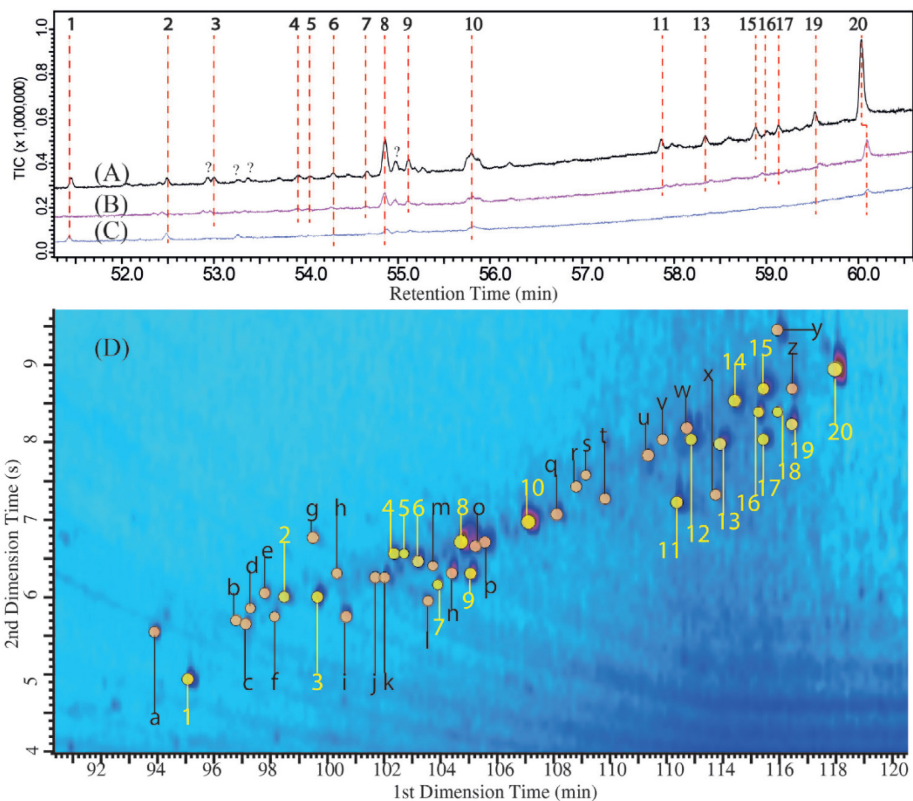 1 2 3 4 5 6 7 8 9 10 11 13 15 16 17 19 20
TIC (x 1,000,000)
1.0
0.8
0.6
0.4
0.2
0.0
? ? ? ?
(A)
(B)
(C)
52.0 53.0 54.0 55.0 56.0 57.0 58.0 59.0 60.0
Retention Time (min)
(D)
2nd Dimension Time (s)
9
8
7
6
5
4
y
x 14 15 z
u v w
20
q r s t
19
18
17
16
g h 4 5 6 m 8 o 10
13
12
11
b d e 2
p
9
n
7
l
a 1 c f 3 i j k
92 94 96 98 100 102 104 106 108 110 112 114 116 118 120
1st Dimension Time (min)